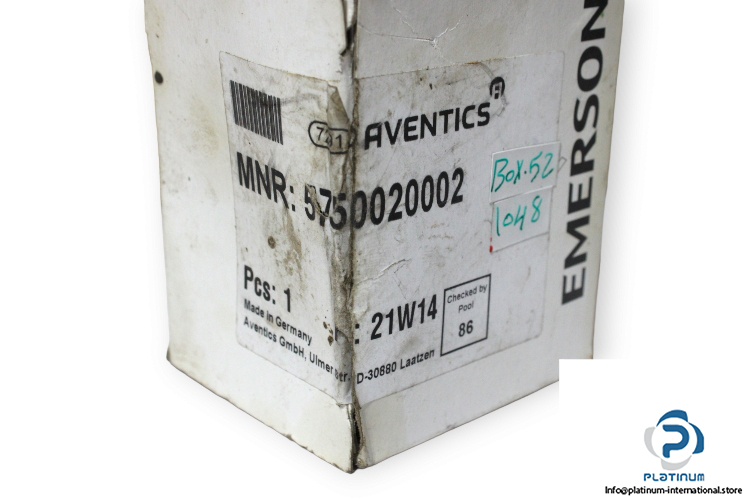 741 AVENTICS
EMERSON
MNR: 5750020002
BOX.52
1048
Pcs: 1
: 21W14
Checked by
Pool
86
Made in Germany
Aventics GmbH, Ulmer D-30880 Laatzen
PLATINUM
Info@platinum-international.store